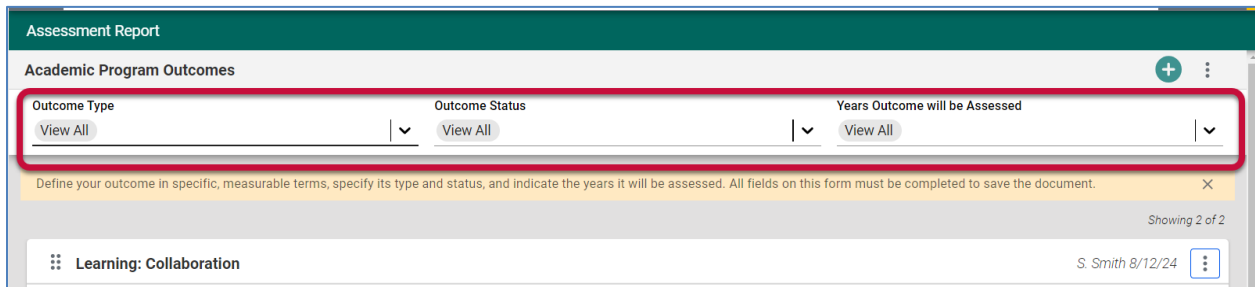 Assessment Report
Academic Program Outcomes
Outcome Type
Outcome Status
Years Outcome will be Assessed
View All
View All
View All
Define your outcome in specific, measurable terms, specify its type and status, and indicate the years it will be assessed. All fields on this form must be completed to save the document.
Showing 2 of 2
Learning: Collaboration
S. Smith 8/12/24